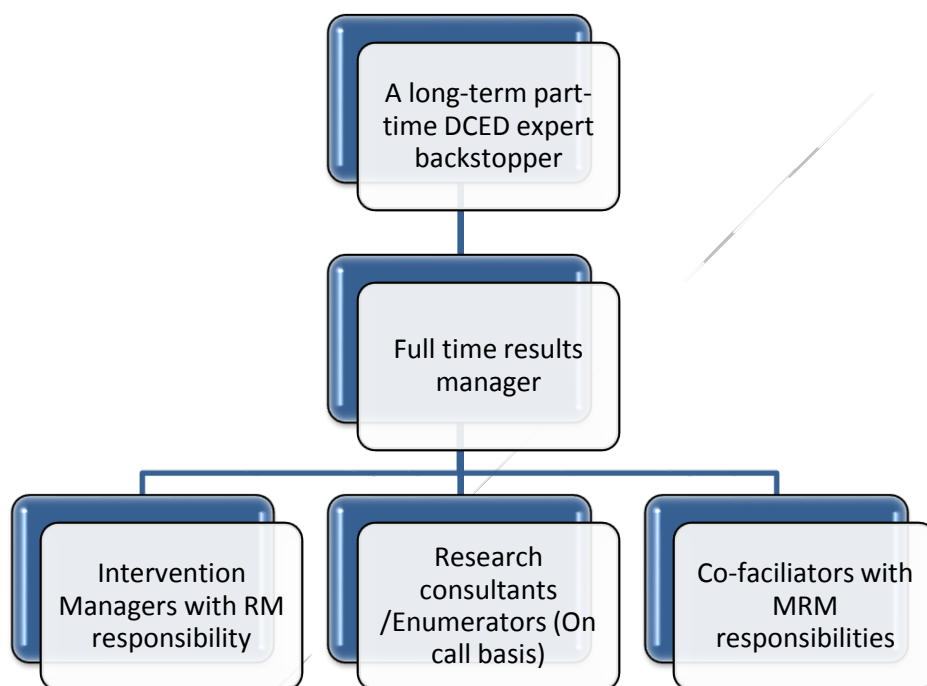 A long-term part-
time DCED expert
backstopper
Full time results
manager
Intervention
Managers with RM
responsibility
Research
consultants
/Enumerators (On
call basis)
Co-faciliators with
MRM
responsibilities